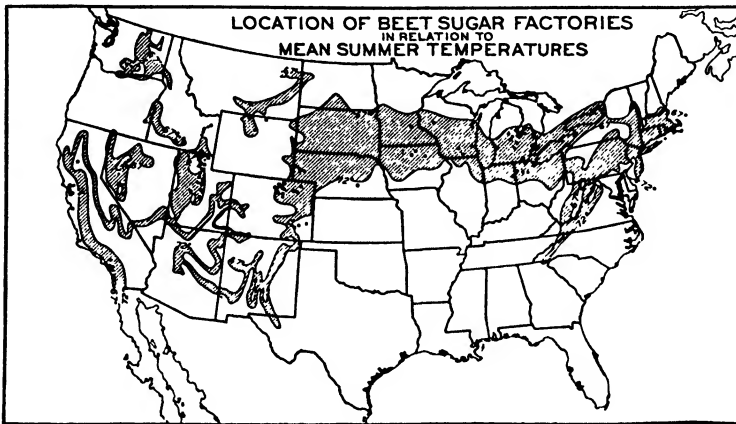 LOCATION OF BEET SUGAR FACTORIES
IN RELATION TO
MEAN SUMMER TEMPERATURES